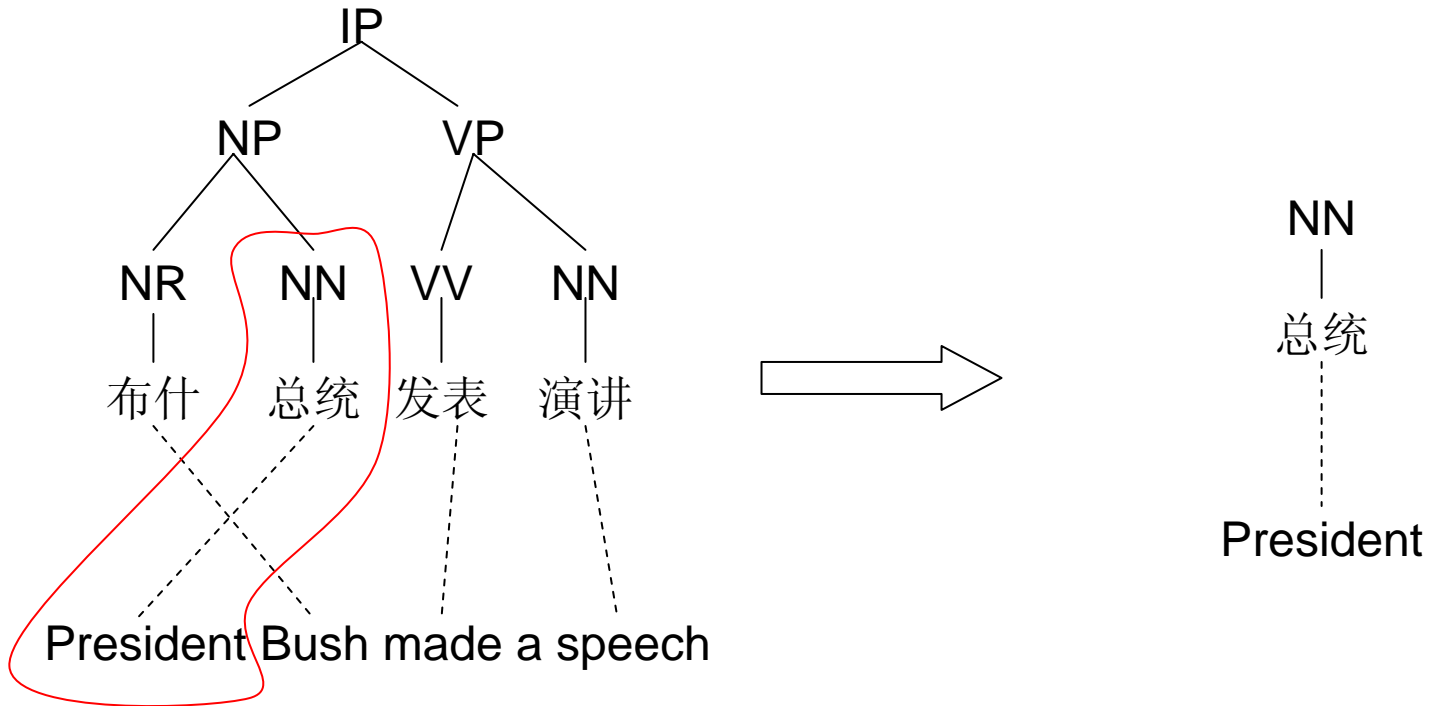 IP
NP VP
NN
NR NN VV NN
总统
布什 总统 发表 演讲
President
President Bush made a speech